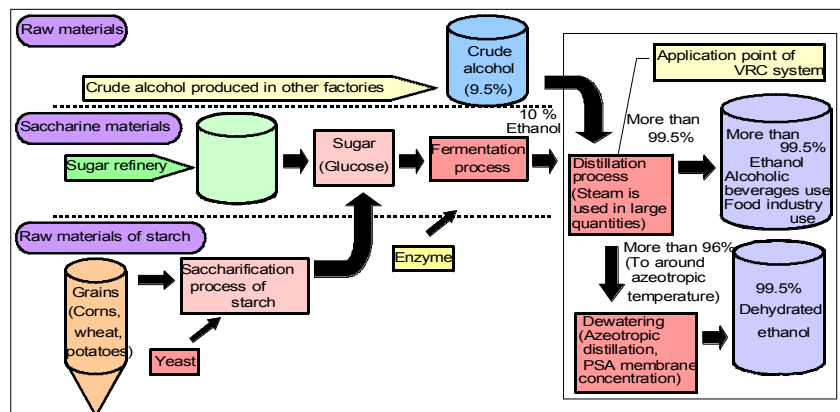 Raw materials
Crude alcohol produced in other factories
Crude
alcohol
(9.5%)
Application point of
VRC system
Saccharine materials
Sugar refinery
Sugar
(Glucose)
Fermentation
process
10 %
Ethanol
Distillation
process
(Steam is
used in large
quantities)
More than
99.5%
More than
99.5%
Ethanol
Alcoholic
beverages use
Food industry
use
Raw materials of starch
Grains
(Corns,
wheat,
potatoes)
Saccharification
process of
starch
Yeast
Enzyme
More than 96%
(To around
azeotropic
temperature)
Dewatering
(Azeotropic
distillation,
PSA membrane
concentration)
99.5%
Dehydrated
ethanol